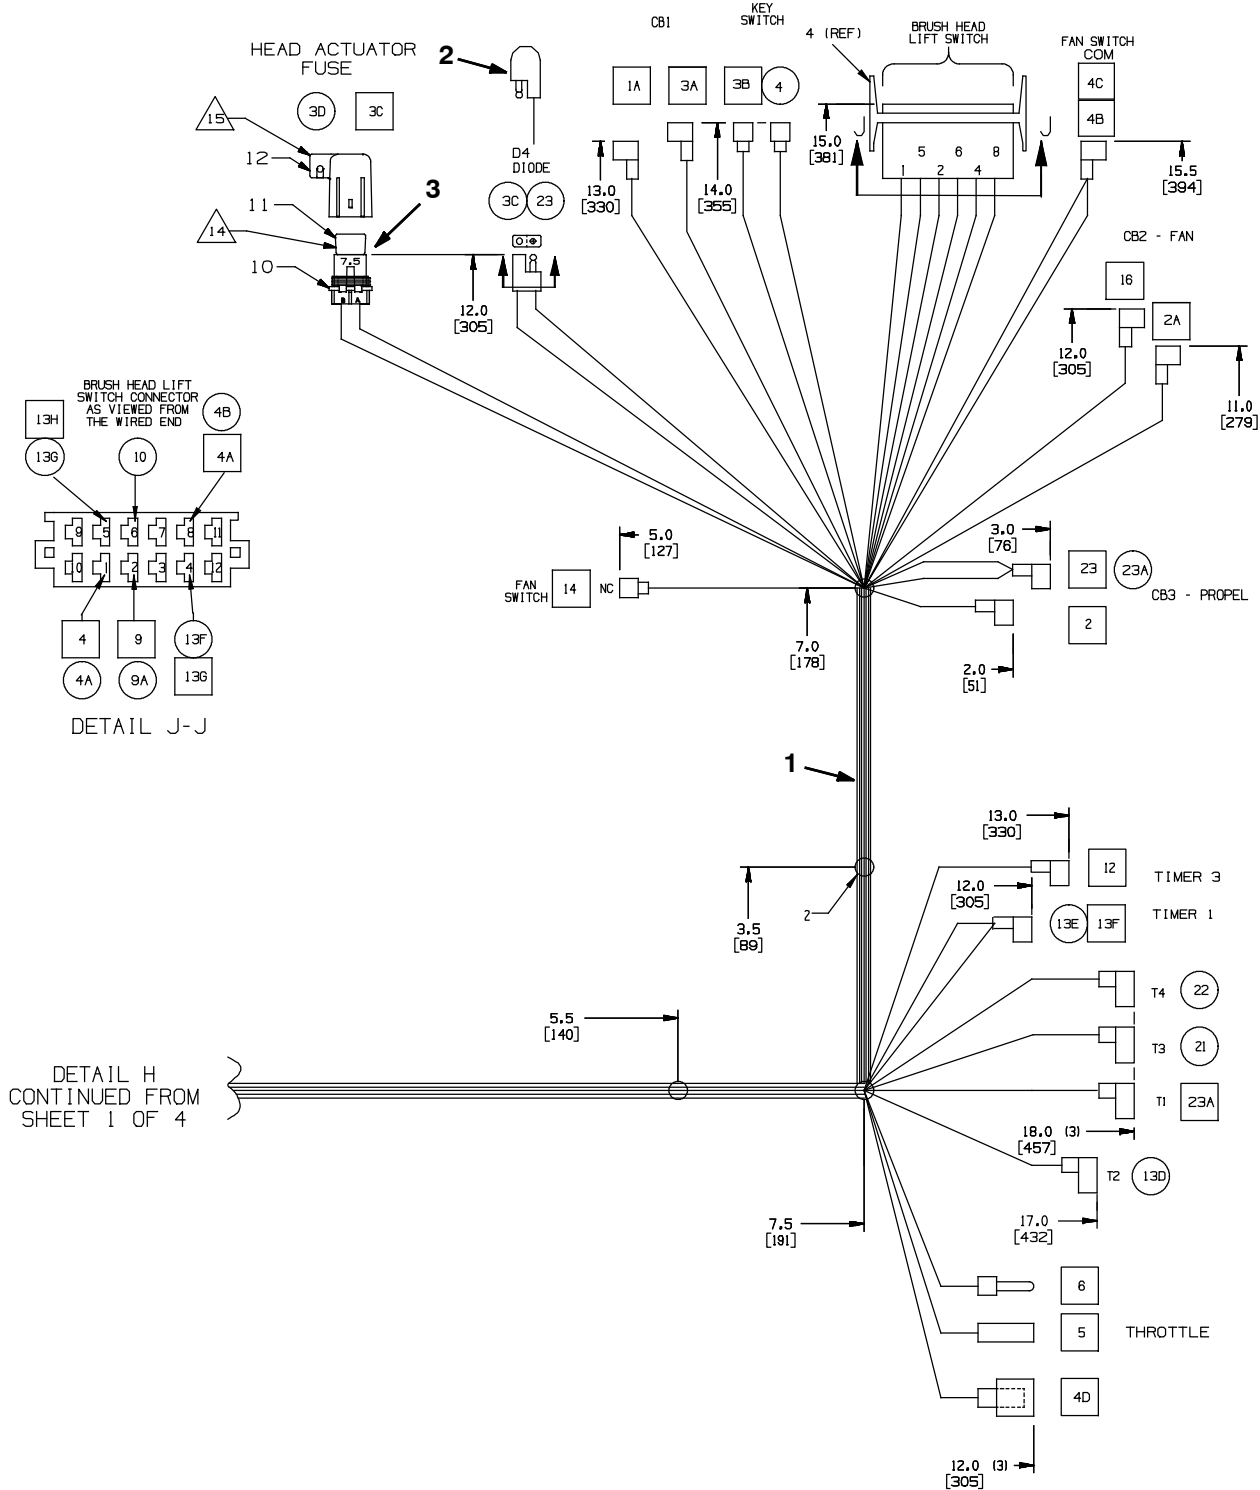 HEAD ACTUATOR
FUSE
2
CB1
KEY
SWITCH
4 (REF)
BRUSH HEAD
LIFT SWITCH
FAN SWITCH
COM
15
3D
3C
1A
3A
3B
4
4C
4B
12
D4
DIODE
15.0
[381]
J
J
5
6
8
1
2
4
15.5
[394]
13.0
[330]
14.0
[355]
3
11
14
3C
23
7.5
10
B
A
12.0
[305]
CB2 - FAN
16
2A
12.0
[305]
11.0
[279]
BRUSH HEAD LIFT
SWITCH CONNECTOR
AS VIEWED FROM
THE WIRED END
13H
4B
13G
10
4A
9
5
6
7
8
11
10
1
2
3
4
12
4
9
13F
4A
9A
13G
DETAIL J-J
5.0
[127]
FAN
SWITCH
14
NC
3.0
[76]
23
23A
CB3 - PROPEL
2
7.0
[178]
2.0
[51]
1
13.0
[330]
12
TIMER 3
12.0
[305]
TIMER 1
13E
13F
2
3.5
[89]
T4
22
5.5
[140]
T3
21
DETAIL H
CONTINUED FROM
SHEET 1 OF 4
T1
23A
18.0 (3)
[457]
T2
13D
7.5
[191]
17.0
[432]
6
5
THROTTLE
4D
12.0 (3)
[305]